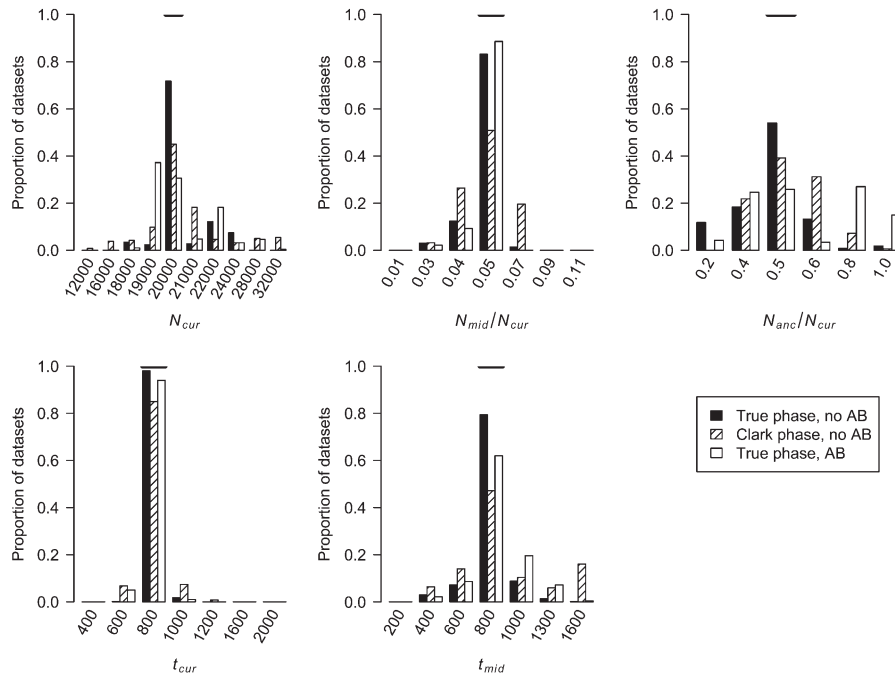 Proportion of datasets
1.0
0.8
0.6
0.4
0.2
0.0
12000 16000 18000 19000 20000 21000 22000 24000 28000 32000
N_cur
Proportion of datasets
1.0
0.8
0.6
0.4
0.2
0.0
0.01 0.03 0.04 0.05 0.07 0.09 0.11
N_mid/N_cur
Proportion of datasets
1.0
0.8
0.6
0.4
0.2
0.0
0.2 0.4 0.5 0.6 0.8 1.0
N_anc/N_cur
Proportion of datasets
1.0
0.8
0.6
0.4
0.2
0.0
400 600 800 1000 1200 1600 2000
t_cur
Proportion of datasets
1.0
0.8
0.6
0.4
0.2
0.0
200 400 600 800 1000 1300 1600
t_mid
True phase, no AB
Clark phase, no AB
True phase, AB